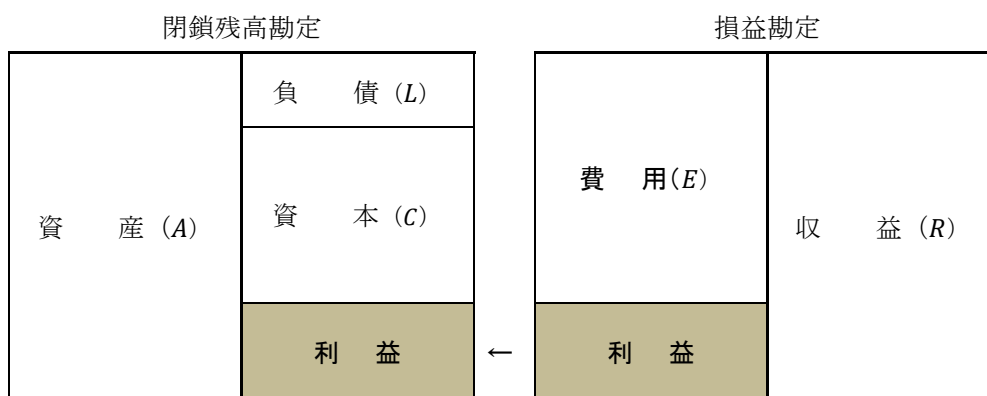 閉鎖残高勘定
損益勘定
資 産 (A)
負 債 (L)
資 本 (C)
利 益
←
費 用(E)
利 益
収 益 (R)